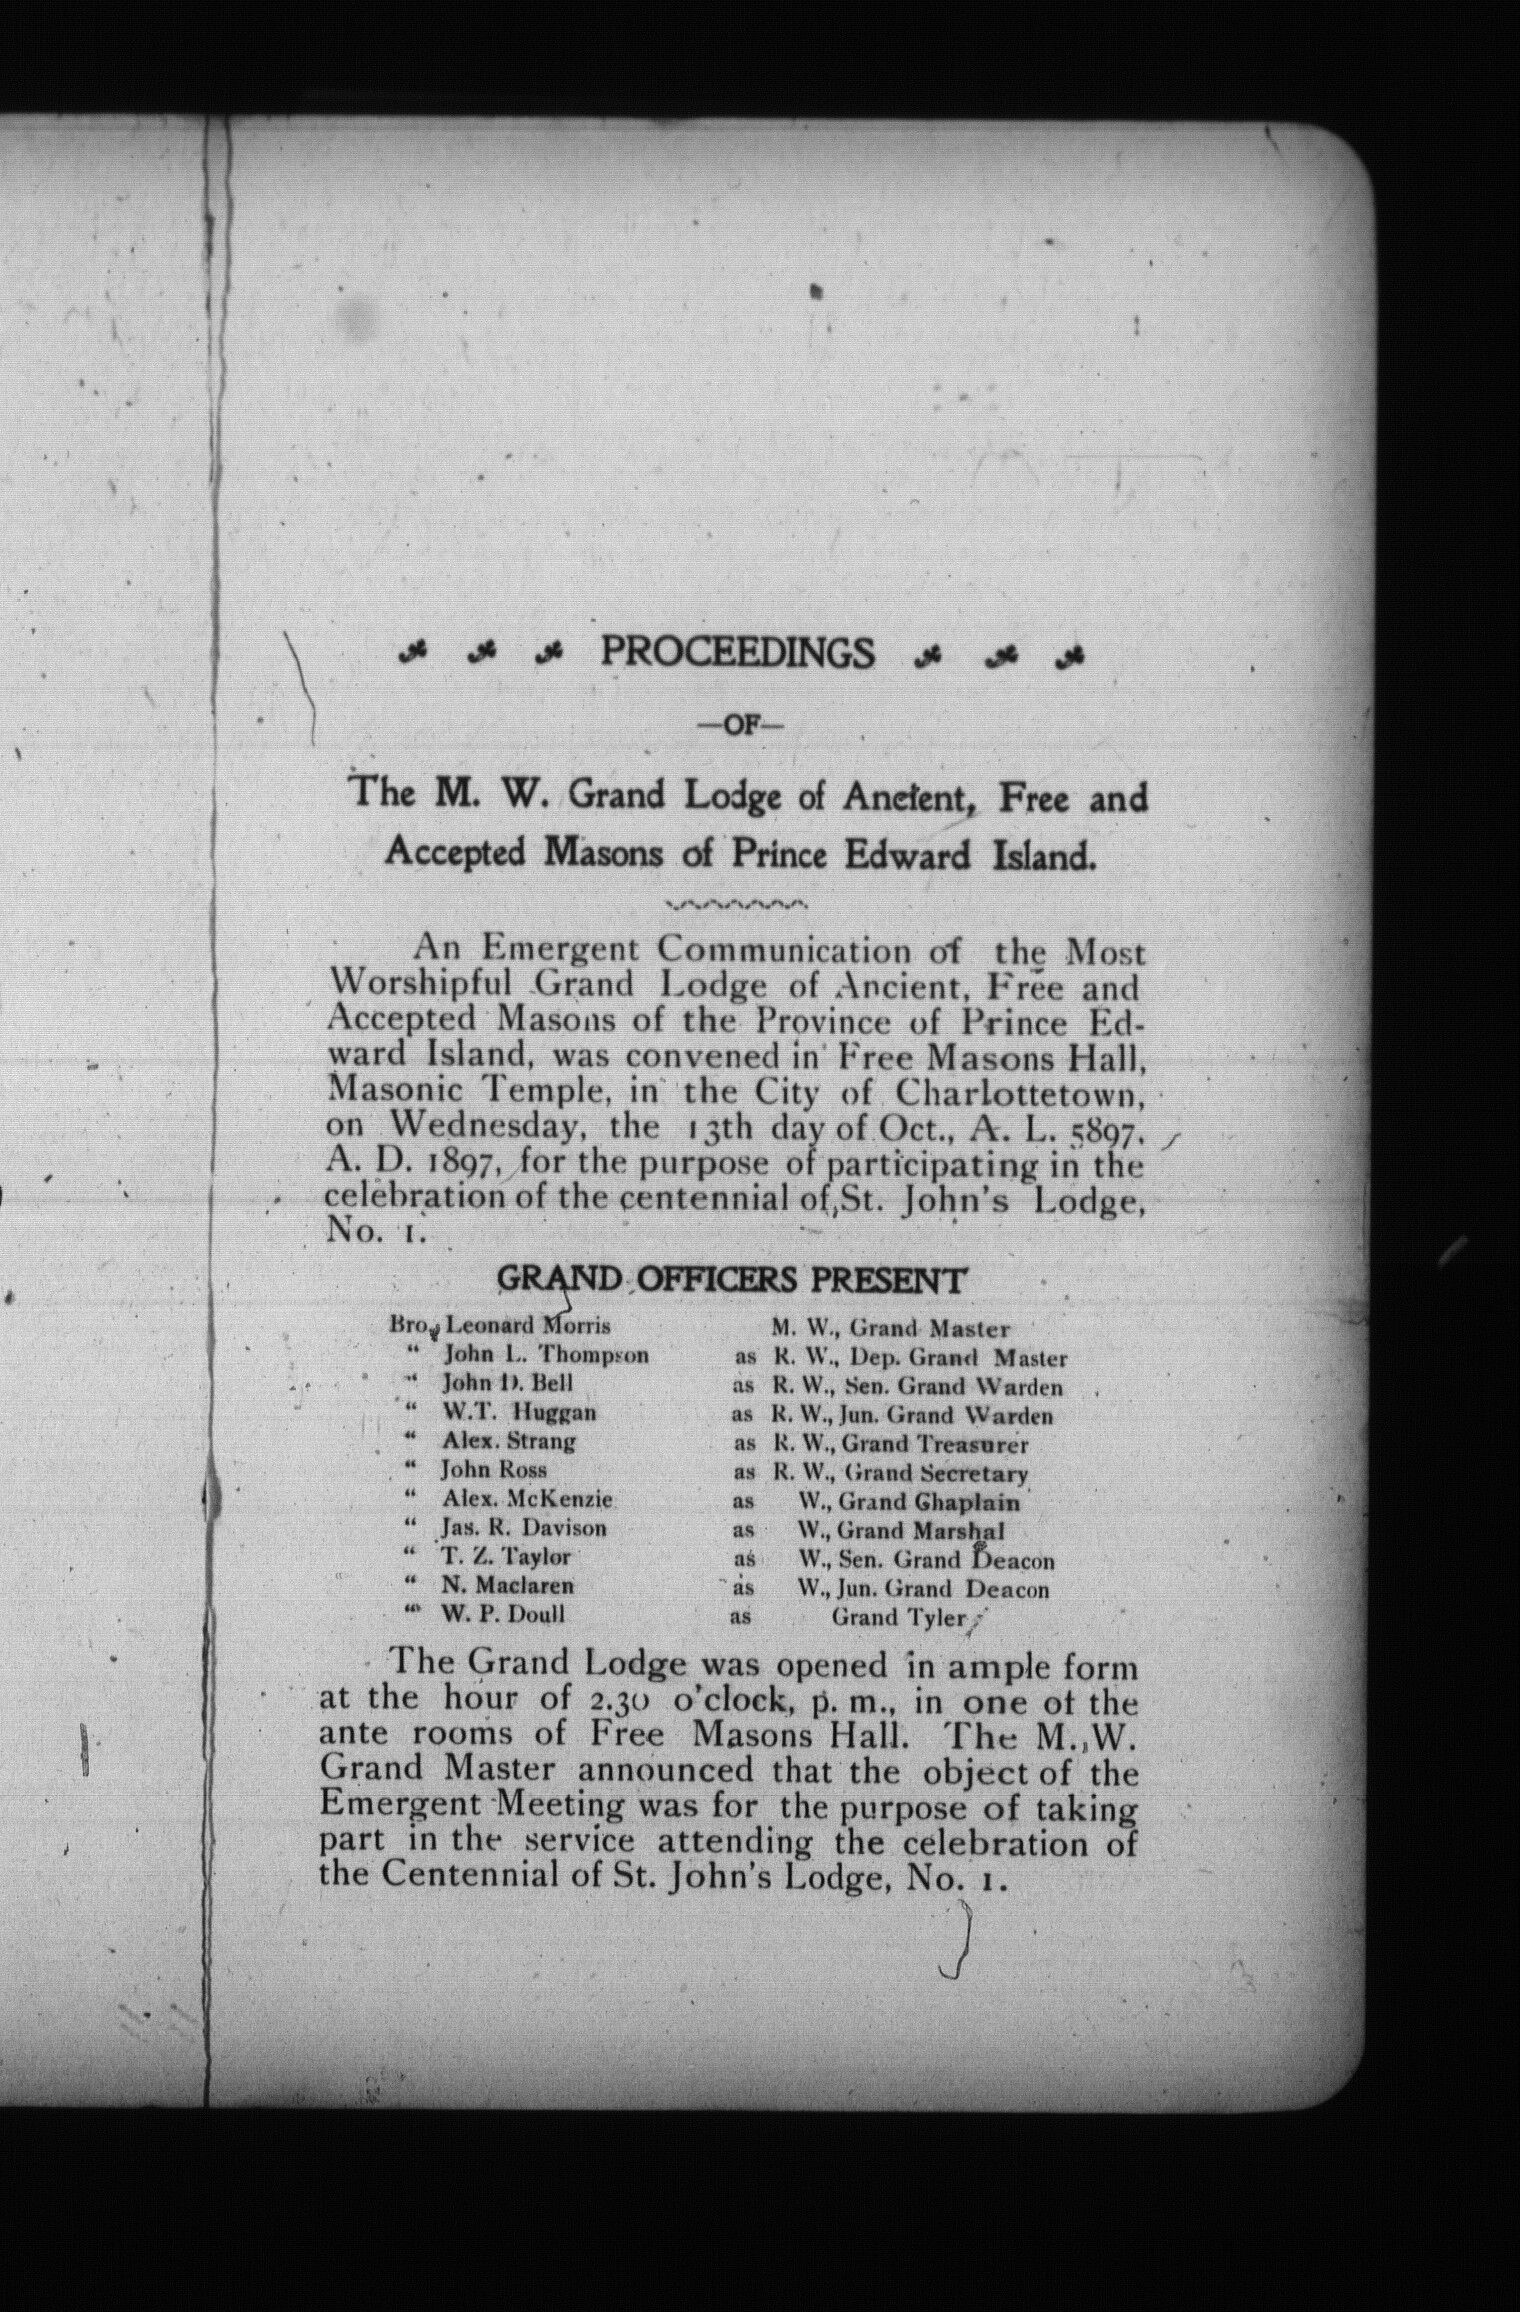 PROCEEDINGS
—OF—
The M. W. Grand Lodge of Ancient, Free and
Accepted Masons of Prince Edward Island.
An Emergent Communication of the Most
Worshipful Grand Lodge of Ancient, Free and
Accepted Masons of the Province of Prince Ed-
ward Island, was convened in Free Masons Hall,
Masonic Temple, in the City of Charlottetown,
on Wednesday, the 13th day of Oct., A. L. 5897.
A. D. 1897, for the purpose of participating in the
celebration of the centennial of St. John's Lodge,
No. 1.
GRAND OFFICERS PRESENT
Bro. Leonard Morris M. W., Grand Master
" John L. Thompson as R. W., Dep. Grand Master
" John D. Bell as R. W., Sen. Grand Warden
" W.T. Huggan as R. W., Jun. Grand Warden
" Alex. Strang as R. W., Grand Treasurer
" John Ross as R. W., Grand Secretary
" Alex. McKenzie as W., Grand Chaplain
" Jas. R. Davison as W., Grand Marshal
" T. Z. Taylor as W., Sen. Grand Deacon
" N. Maclaren as W., Jun. Grand Deacon
" W. P. Doull as Grand Tyler
The Grand Lodge was opened in ample form
at the hour of 2.30 o'clock, p. m., in one of the
ante rooms of Free Masons Hall. The M. W.
Grand Master announced that the object of the
Emergent Meeting was for the purpose of taking
part in the service attending the celebration of
the Centennial of St. John's Lodge, No. 1.